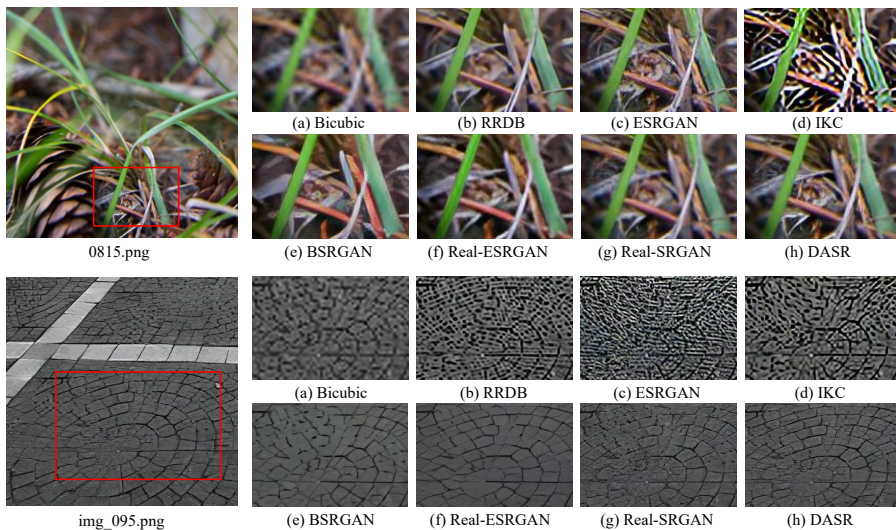 (a) Bicubic (b) RRDB (c) ESRGAN (d) IKC
(e) BSRGAN (f) Real-ESRGAN (g) Real-SRGAN (h) DASR
0815.png
(a) Bicubic (b) RRDB (c) ESRGAN (d) IKC
(e) BSRGAN (f) Real-ESRGAN (g) Real-SRGAN (h) DASR
img_095.png